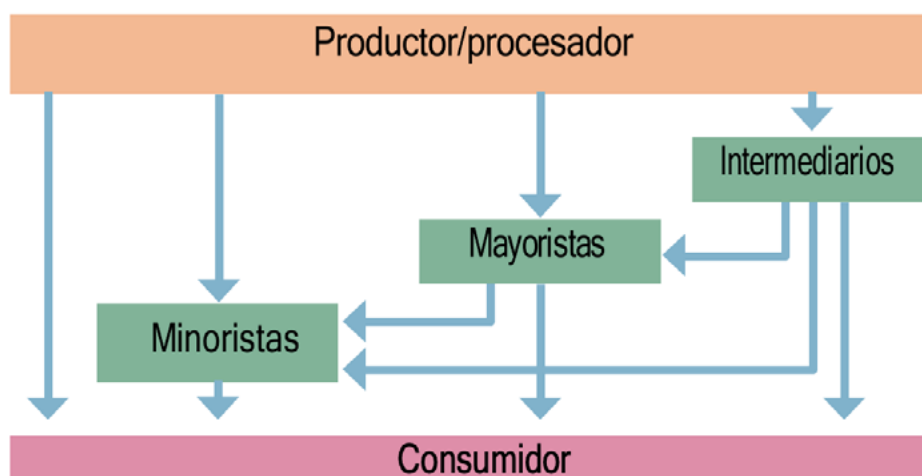 Productor/procesador
Intermediarios
Mayoristas
Minoristas
Consumidor